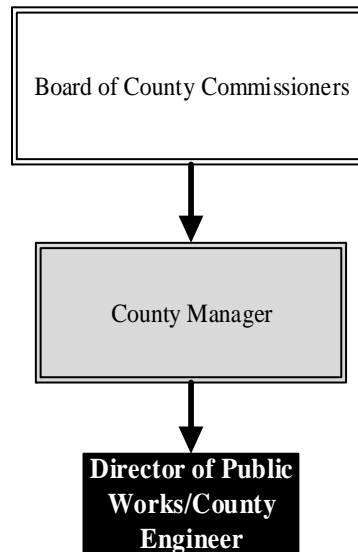 Board of County Commissioners
County Manager
Director of Public
Works/County
Engineer